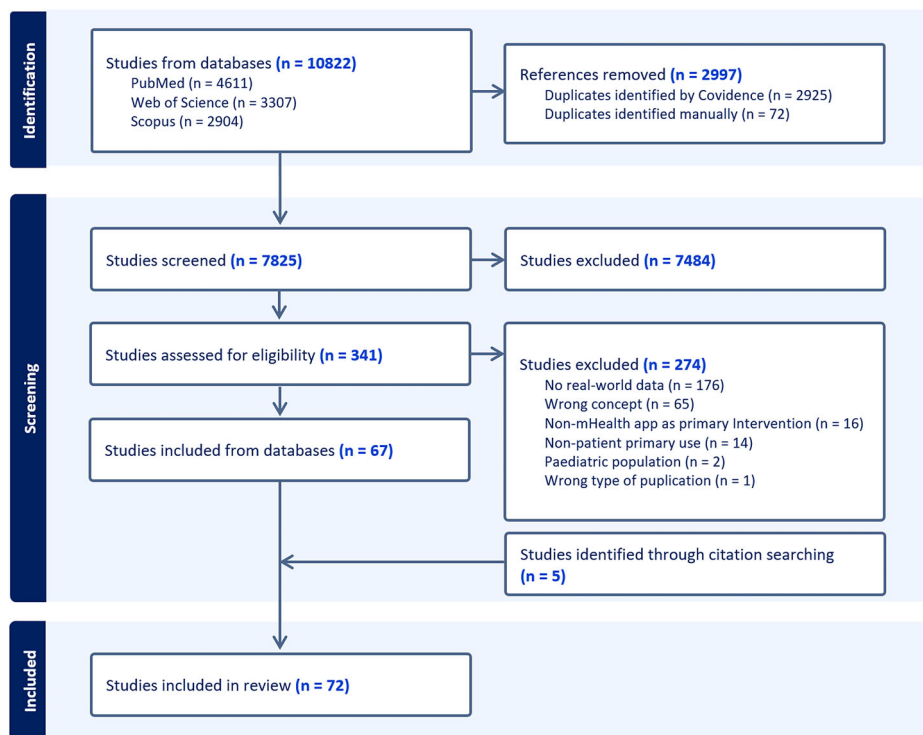 Identification
Studies from databases (n = 10822)
PubMed (n = 4611)
Web of Science (n = 3307)
Scopus (n = 2904)
References removed (n = 2997)
Duplicates identified by Covidence (n = 2925)
Duplicates identified manually (n = 72)
Screening
Studies screened (n = 7825)
Studies excluded (n = 7484)
Studies assessed for eligibility (n = 341)
Studies excluded (n = 274)
No real-world data (n = 176)
Wrong concept (n = 65)
Non-mHealth app as primary Intervention (n = 16)
Non-patient primary use (n = 14)
Paediatric population (n = 2)
Wrong type of puplication (n = 1)
Studies included from databases (n = 67)
Studies identified through citation searching
(n = 5)
Included
Studies included in review (n = 72)